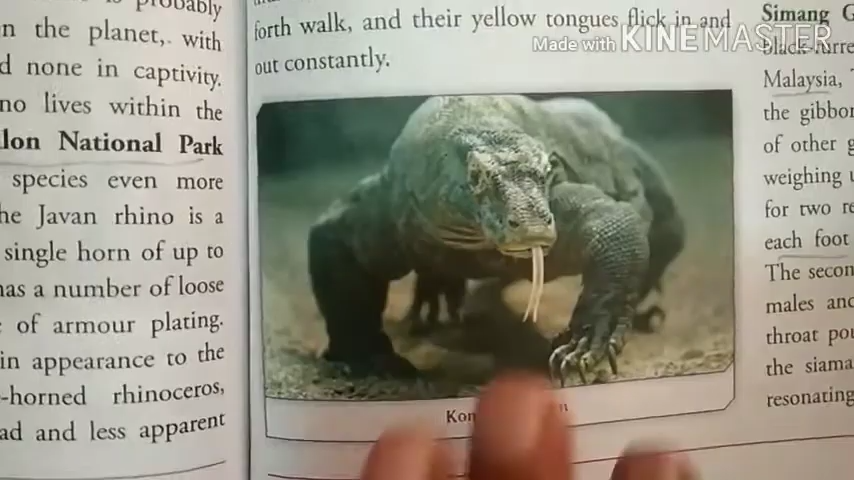 probably
n the planet, with
d none in captivity.
no lives within the
lon National Park
species even more
he Javan rhino is a
single horn of up to
has a number of loose
of armour plating.
in appearance to the
-horned rhinoceros,
ad and less apparent
forth walk, and their yellow tongues flick in and
out constantly.
Kon
Made with KINEMASTER
Simang G
black-furre
Malaysia,
the gibbon
of other g
weighing u
for two re
each foot
The secon
males and
throat pou
the siama
resonating